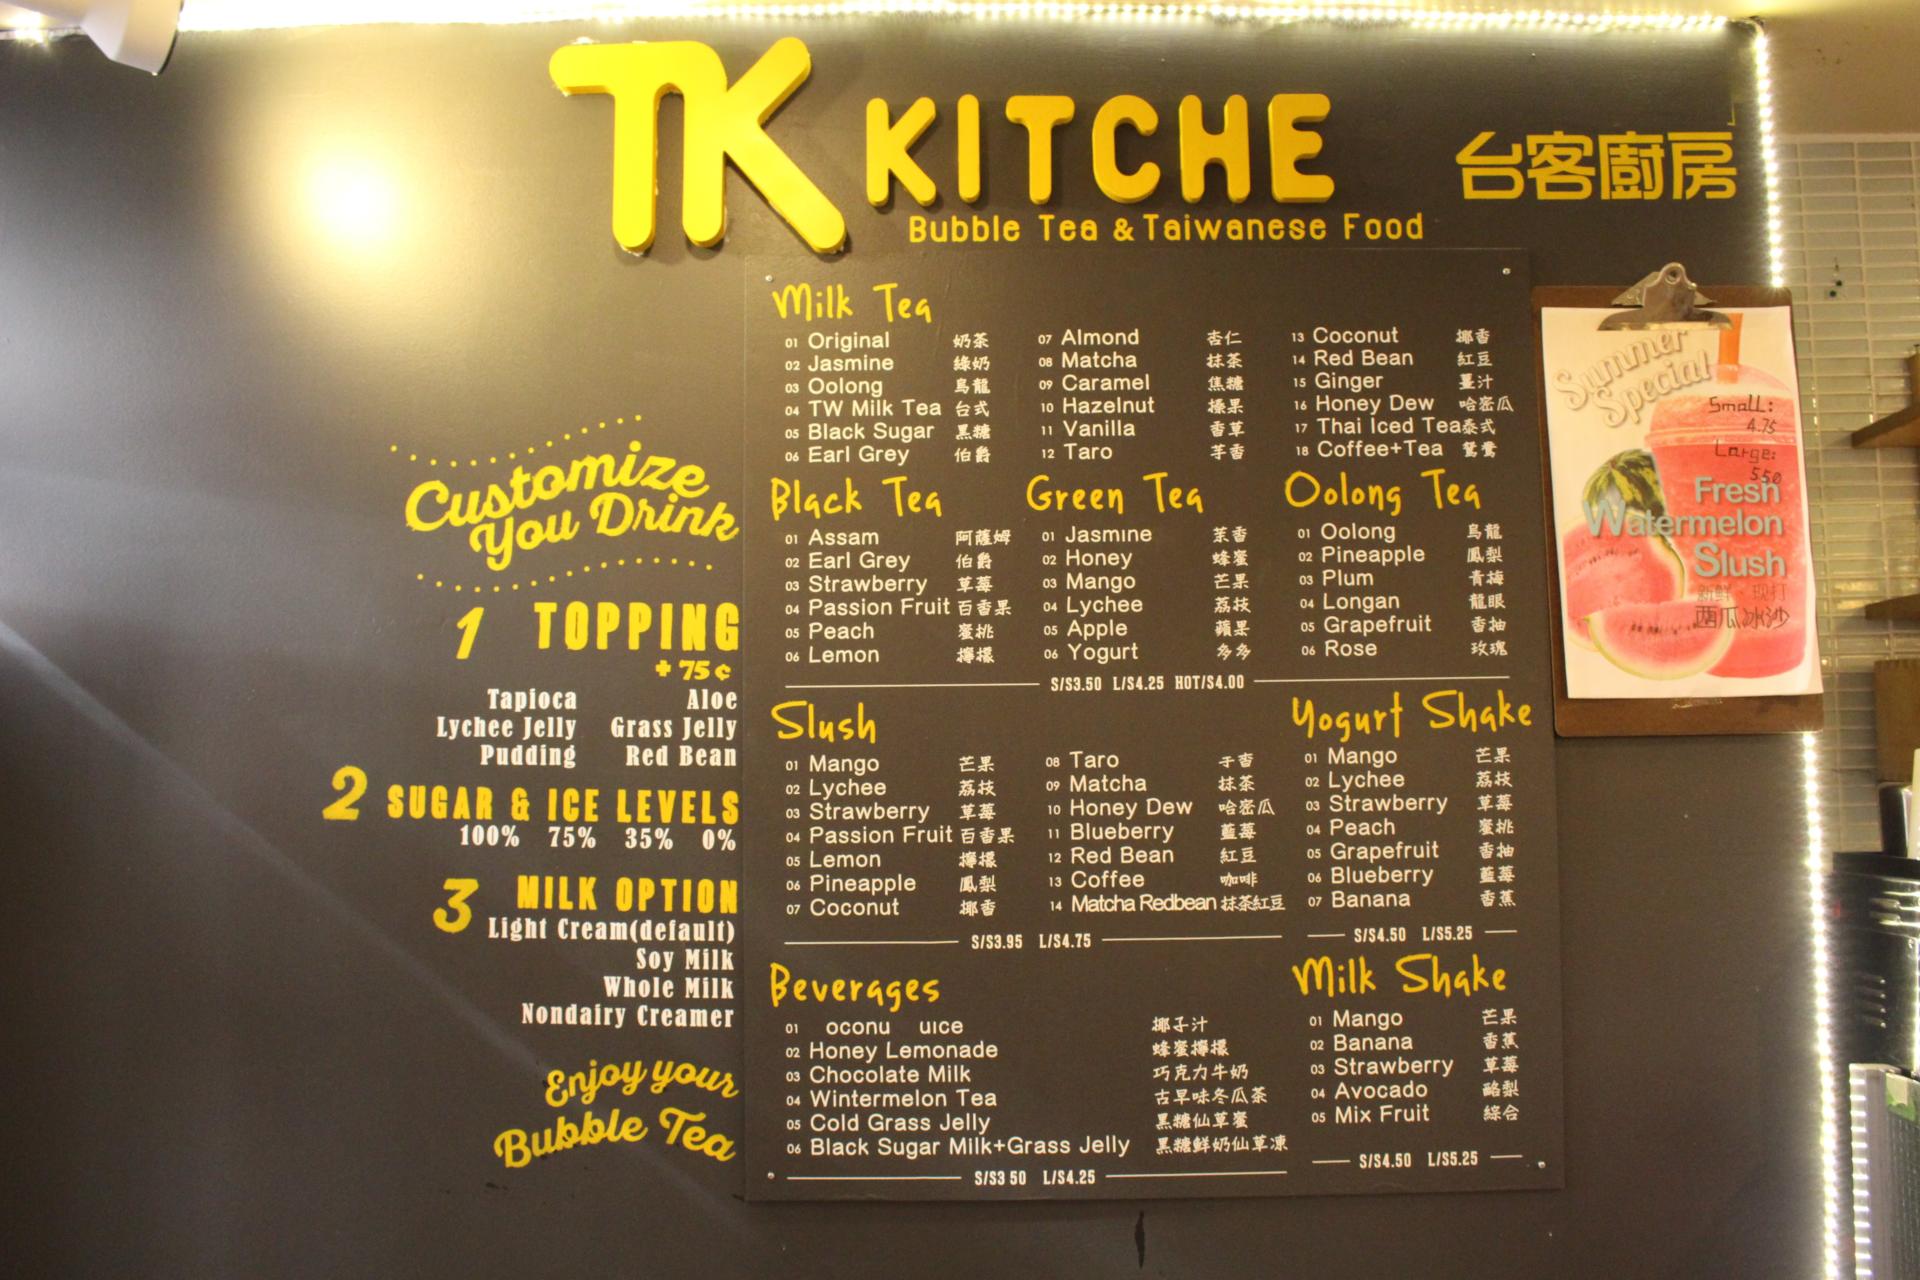 TK KITCHE
台客廚房
Bubble Tea & Taiwanese Food
Customize
You Drink
1 TOPPING
+ 75¢
Tapioca Aloe
Lychee Jelly Grass Jelly
Pudding Red Bean
2 SUGAR & ICE LEVELS
100% 75% 35% 0%
3 MILK OPTION
Light Cream(default)
Soy Milk
Whole Milk
Nondairy Creamer
Enjoy your
Bubble Tea
Milk Tea
01 Original 奶茶
02 Jasmine 綠奶
03 Oolong 烏龍
04 TW Milk Tea 台式
05 Black Sugar 黑糖
06 Earl Grey 伯爵
07 Almond 杏仁
08 Matcha 抹茶
09 Caramel 焦糖
10 Hazelnut 榛果
11 Vanilla 香草
12 Taro 芋香
13 Coconut 椰香
14 Red Bean 紅豆
15 Ginger 薑汁
16 Honey Dew 哈密瓜
17 Thai Iced Tea泰式
18 Coffee+Tea 鴛鴦
Black Tea
01 Assam 阿薩姆
02 Earl Grey 伯爵
03 Strawberry 草莓
04 Passion Fruit 百香果
05 Peach 蜜桃
06 Lemon 檸檬
Green Tea
01 Jasmine 茉香
02 Honey 蜂蜜
03 Mango 芒果
04 Lychee 荔枝
05 Apple 蘋果
06 Yogurt 多多
Oolong Tea
01 Oolong 烏龍
02 Pineapple 鳳梨
03 Plum 青梅
04 Longan 龍眼
05 Grapefruit 香柚
06 Rose 玫瑰
S/S3.50 L/S4.25 HOT/S4.00
Slush
01 Mango 芒果
02 Lychee 荔枝
03 Strawberry 草莓
04 Passion Fruit 百香果
05 Lemon 檸檬
06 Pineapple 鳳梨
07 Coconut 椰香
08 Taro 芋香
09 Matcha 抹茶
10 Honey Dew 哈密瓜
11 Blueberry 藍莓
12 Red Bean 紅豆
13 Coffee 咖啡
14 Matcha Redbean 抹茶紅豆
S/S3.95 L/S4.75
Yogurt Shake
01 Mango 芒果
02 Lychee 荔枝
03 Strawberry 草莓
04 Peach 蜜桃
05 Grapefruit 香柚
06 Blueberry 藍莓
07 Banana 香蕉
S/S4.50 L/S5.25
Beverages
01 oconu uice 椰子汁
02 Honey Lemonade 蜂蜜檸檬
03 Chocolate Milk 巧克力牛奶
04 Wintermelon Tea 古早味冬瓜茶
05 Cold Grass Jelly 黑糖仙草蜜
06 Black Sugar Milk+Grass Jelly 黑糖鮮奶仙草凍
S/S3 50 L/S4.25
Milk Shake
01 Mango 芒果
02 Banana 香蕉
03 Strawberry 草莓
04 Avocado 酪梨
05 Mix Fruit 綜合
S/S4.50 L/S5.25
Summer
Special
Small:
4.75
Large:
550
Fresh
Watermelon
Slush
新鲜·现打
西瓜冰沙